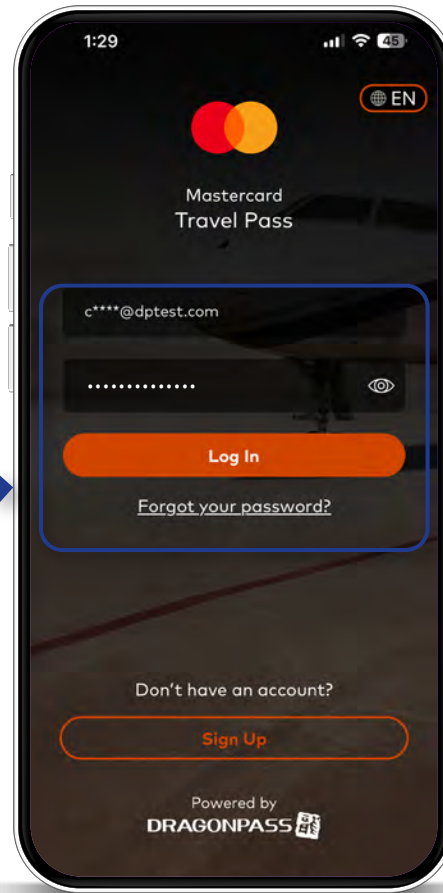 1:29
45
EN
Mastercard
Travel Pass
c****@dptest.com
••••••••••••••
Log In
Forgot your password?
Don't have an account?
Sign Up
Powered by
DRAGONPASS